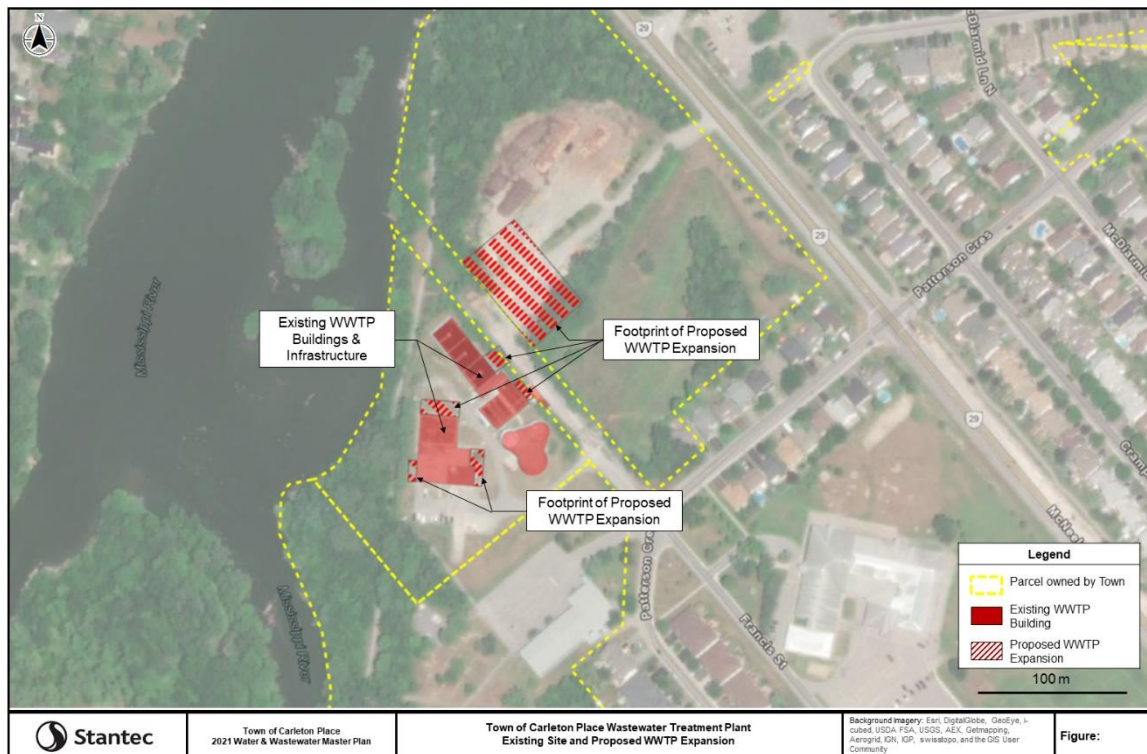 N
29
McDiarmid Ln N
29
Patterson Cres
McDiarmid
Mississippi River
Existing WWTP
Buildings &
Infrastructure
Footprint of Proposed
WWTP Expansion
29
Footprint of Proposed
WWTP Expansion
Mississippi River
Patterson Cres
Francis St
Legend
Parcel owned by Town
Existing WWTP
Building
Proposed WWTP
Expansion
100 m
Stantec
Town of Carleton Place
2021 Water & Wastewater Master Plan
Town of Carleton Place Wastewater Treatment Plant
Existing Site and Proposed WWTP Expansion
Background Imagery: Esri, DigitalGlobe, GeoEye, i-
cubed, USDA FSA, USGS, AEX, Getmapping,
Aerogrid, IGN, IGP, swisstopo, and the GIS User
Community
Figure: